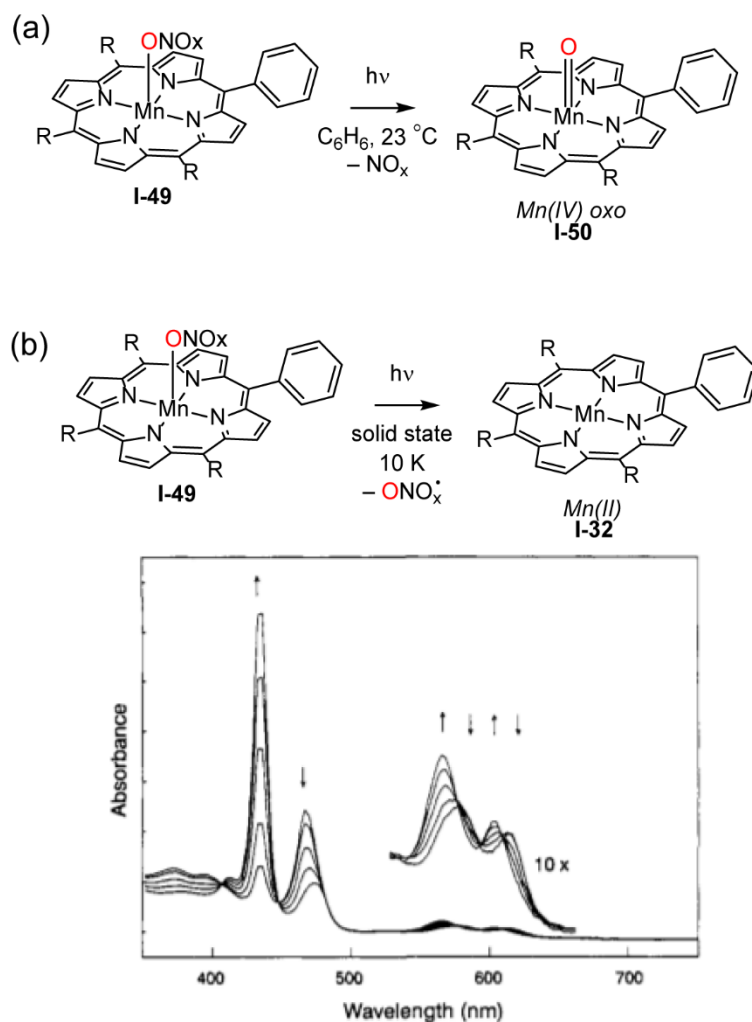 (a)
ONOx
R
N
N
Mn
N
N
R
R
I-49
hν
C6H6, 23 °C
– NOx
O
R
N
N
Mn
N
N
R
R
Mn(IV) oxo
I-50
(b)
ONOx
R
N
N
Mn
N
N
R
R
I-49
hν
solid state
10 K
– ONOx•
R
N
N
Mn
N
N
R
R
Mn(II)
I-32
Absorbance
10 x
400 500 600 700
Wavelength (nm)